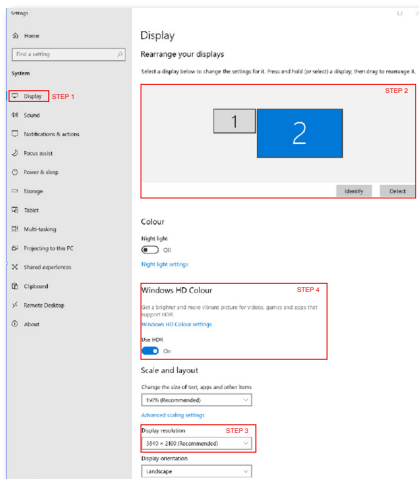 Settings
Home
Find a setting
System
Display STEP 1
Sound
Notifications & actions
Focus assist
Power & sleep
Storage
Tablet
Multi-tasking
Projecting to this PC
Shared experiences
Clipboard
Remote Desktop
About
Display
Rearrange your displays
Select a display below to change the settings for it. Press and hold (or select) a display, then drag to rearrange it.
STEP 2
1 2
Identify Detect
Colour
Night light
Off
Night light settings
Windows HD Colour STEP 4
Get a brighter and more vibrant picture for videos, games and apps that
support HDR.
Windows HD Colour settings
Use HDR
On
Scale and layout
Change the size of text, apps and other items
150% (Recommended)
Advanced scaling settings
Display resolution STEP 3
3840 × 2160 (Recommended)
Display orientation
Landscape